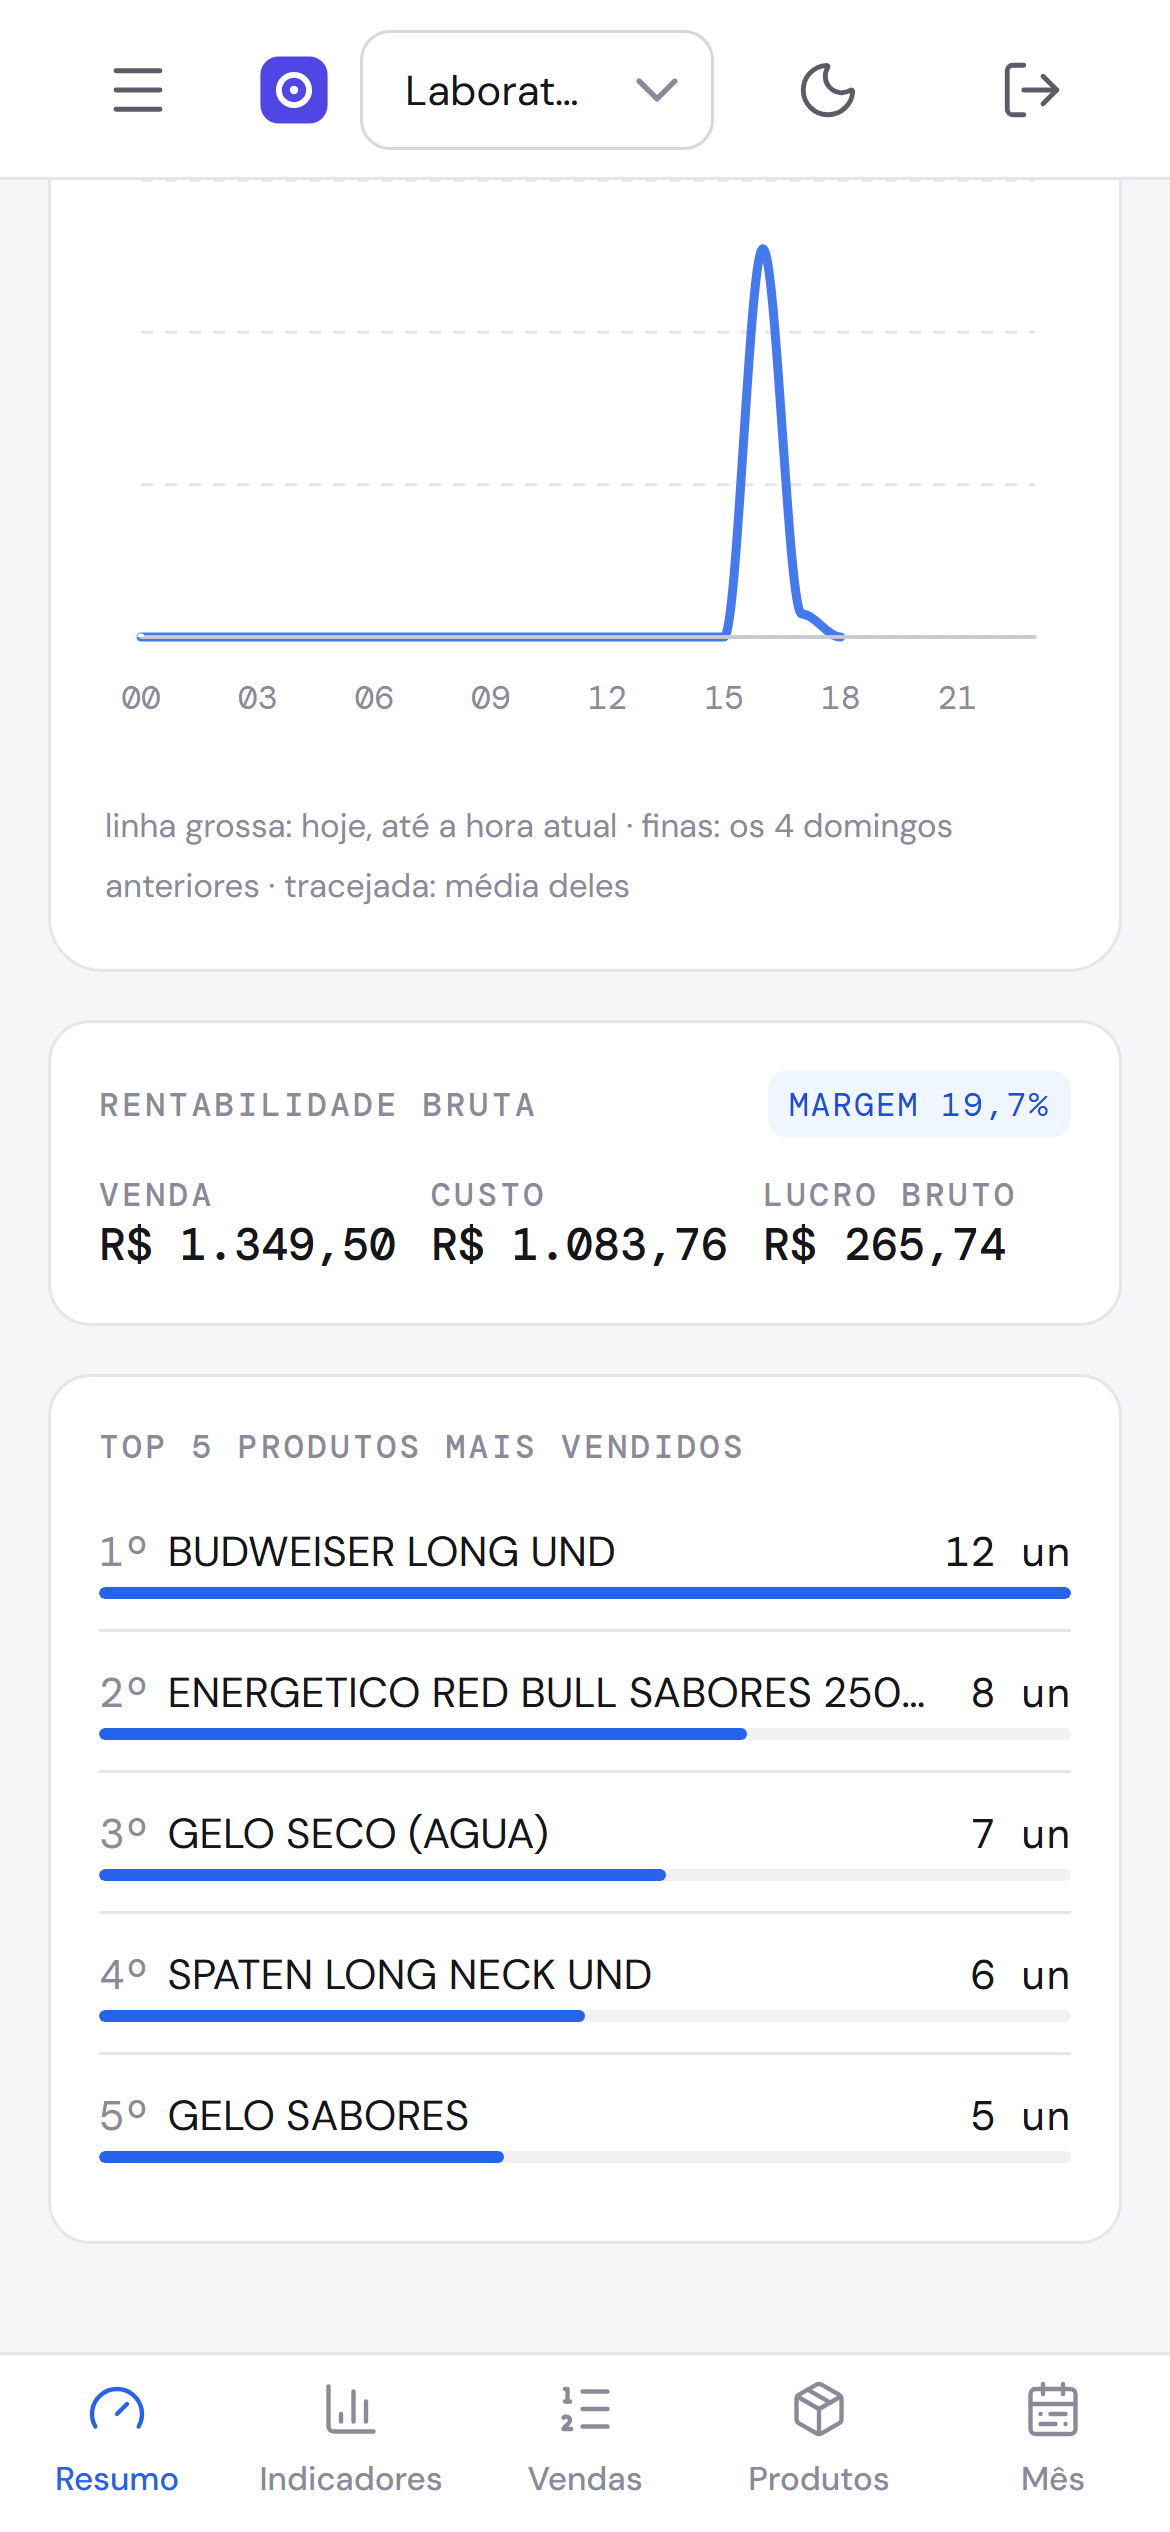 Laborat...
00 03 06 09 12 15 18 21
linha grossa: hoje, até a hora atual · finas: os 4 domingos
anteriores · tracejada: média deles
RENTABILIDADE BRUTA MARGEM 19,7%
VENDA CUSTO LUCRO BRUTO
R$ 1.349,50 R$ 1.083,76 R$ 265,74
TOP 5 PRODUTOS MAIS VENDIDOS
1º BUDWEISER LONG UND 12 un
2º ENERGETICO RED BULL SABORES 250... 8 un
3º GELO SECO (AGUA) 7 un
4º SPATEN LONG NECK UND 6 un
5º GELO SABORES 5 un
Resumo Indicadores Vendas Produtos Mês